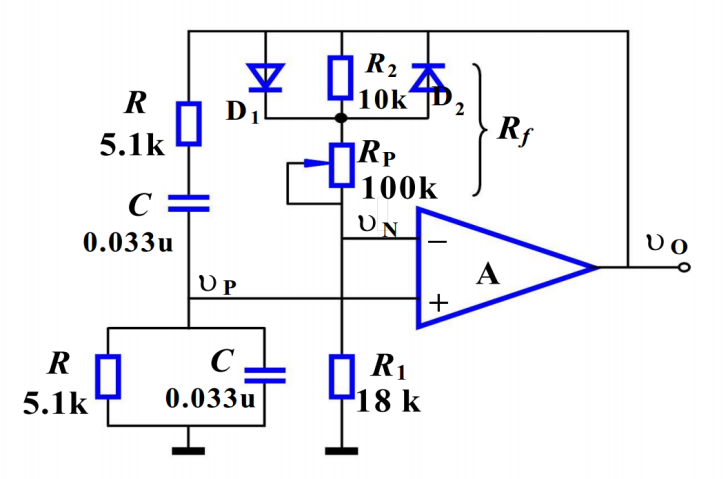 R
5.1k
C
0.033u
D1
R2
10k
D2
Rf
RP
100k
υN
υP
−
+
A
υO
R
5.1k
C
0.033u
R1
18 k